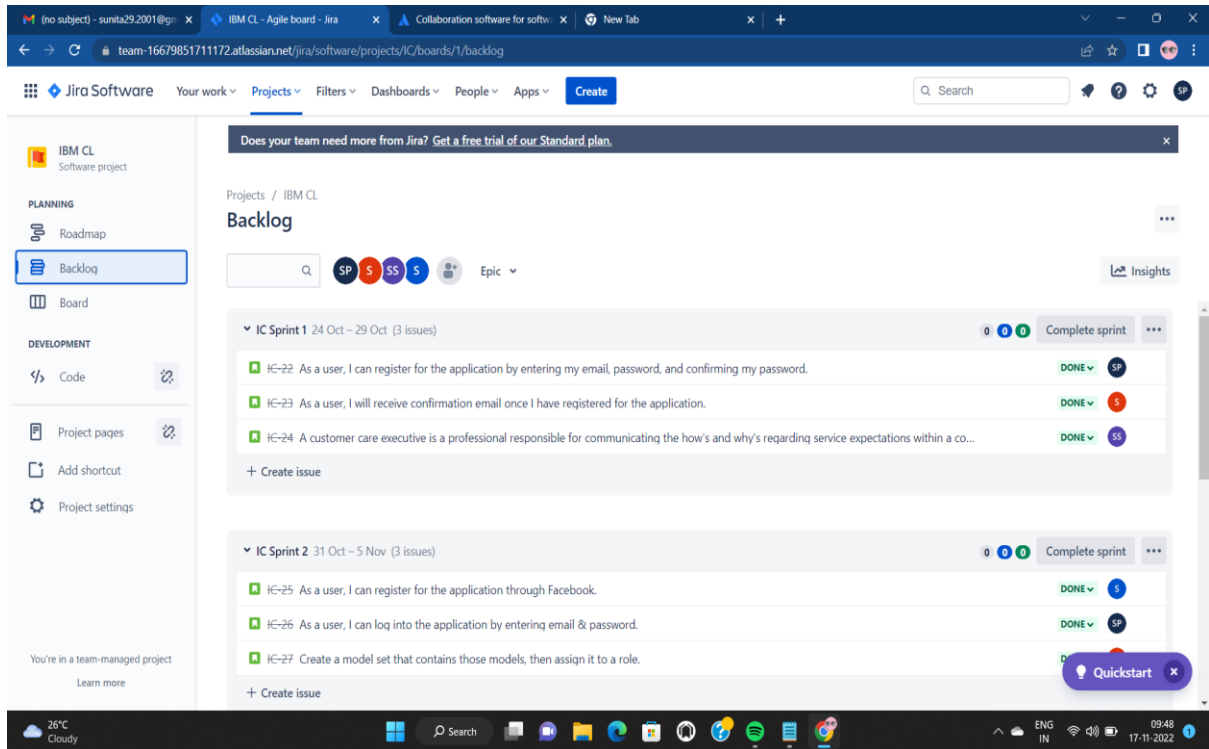 (no subject) - sunita29.2001@gm
IBM CL - Agile board - Jira
Collaboration software for softw
New Tab
team-16679851711172.atlassian.net/jira/software/projects/IC/boards/1/backlog
Jira Software Your work Projects Filters Dashboards People Apps Create Search SP
IBM CL
Software project
Does your team need more from Jira? Get a free trial of our Standard plan.
PLANNING
Roadmap
Backlog
Board
DEVELOPMENT
Code
Project pages
Add shortcut
Project settings
You're in a team-managed project
Learn more
Projects / IBM CL
Backlog
SP S SS S Epic Insights
IC Sprint 1 24 Oct – 29 Oct (3 issues) 0 0 0 Complete sprint
IC-22 As a user, I can register for the application by entering my email, password, and confirming my password. DONE SP
IC-23 As a user, I will receive confirmation email once I have registered for the application. DONE S
IC-24 A customer care executive is a professional responsible for communicating the how's and why's regarding service expectations within a co... DONE SS
+ Create issue
IC Sprint 2 31 Oct – 5 Nov (3 issues) 0 0 0 Complete sprint
IC-25 As a user, I can register for the application through Facebook. DONE S
IC-26 As a user, I can log into the application by entering email & password. DONE SP
IC-27 Create a model set that contains those models, then assign it to a role.
+ Create issue
Quickstart
26°C
Cloudy
Search
ENG
IN
09:48
17-11-2022
1